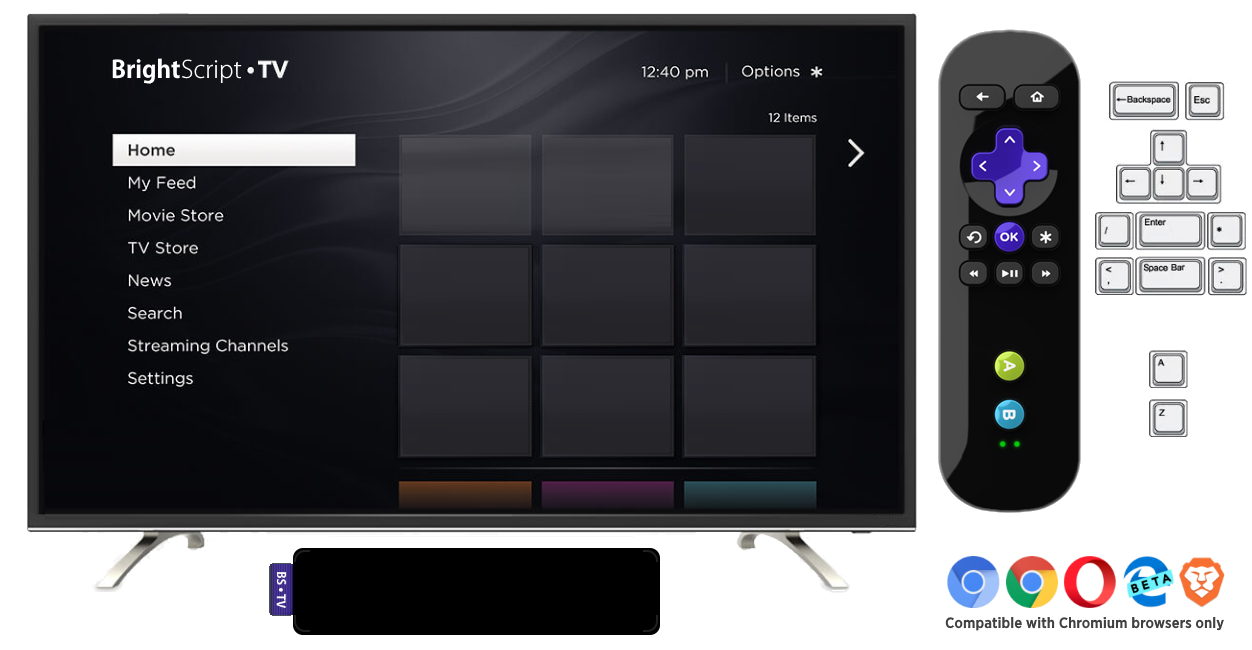 BrightScript • TV
12:40 pm | Options *
12 Items
Home
My Feed
Movie Store
TV Store
News
Search
Streaming Channels
Settings
OK
*
A
B
←Backspace
Esc
↑
← ↓ →
/ Enter *
< , Space Bar > .
A
Z
BS•TV
BETA
Compatible with Chromium browsers only